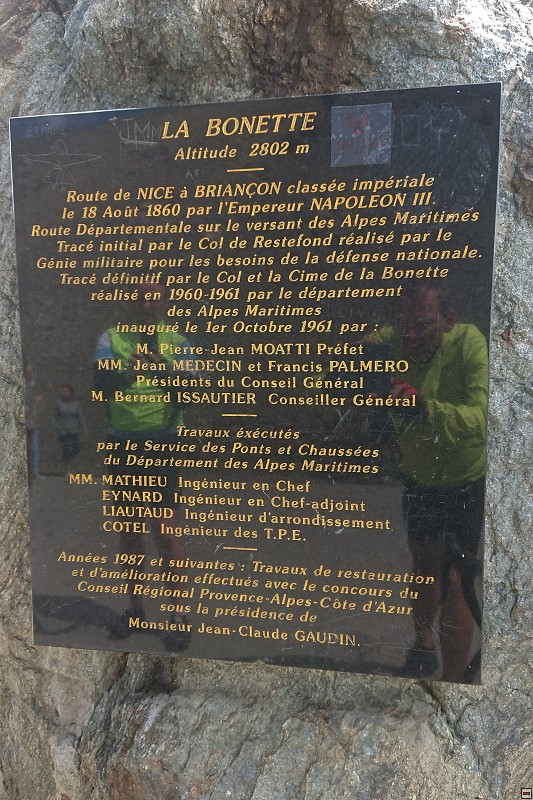 LA BONETTE
Altitude 2802 m
Route de NICE à BRIANÇON classée impériale
le 18 Août 1860 par l'Empereur NAPOLEON III.
Route Départementale sur le versant des Alpes Maritimes
Tracé initial par le Col de Restefond réalisé par le
Génie militaire pour les besoins de la défense nationale.
Tracé définitif par le Col et la Cime de la Bonette
réalisé en 1960-1961 par le département
des Alpes Maritimes
inauguré le 1er Octobre 1961 par :
M. Pierre-Jean MOATTI Préfet
MM. Jean MEDECIN et Francis PALMERO
Présidents du Conseil Général
M. Bernard ISSAUTIER Conseiller Général
Travaux éxécutés
par le Service des Ponts et Chaussées
du Département des Alpes Maritimes
MM. MATHIEU Ingénieur en Chef
EYNARD Ingénieur en Chef-adjoint
LIAUTAUD Ingénieur d'arrondissement
COTEL Ingénieur des T.P.E.
Années 1987 et suivantes : Travaux de restauration
et d'amélioration effectués avec le concours du
Conseil Régional Provence-Alpes-Côte d'Azur
sous la présidence de
Monsieur Jean-Claude GAUDIN.